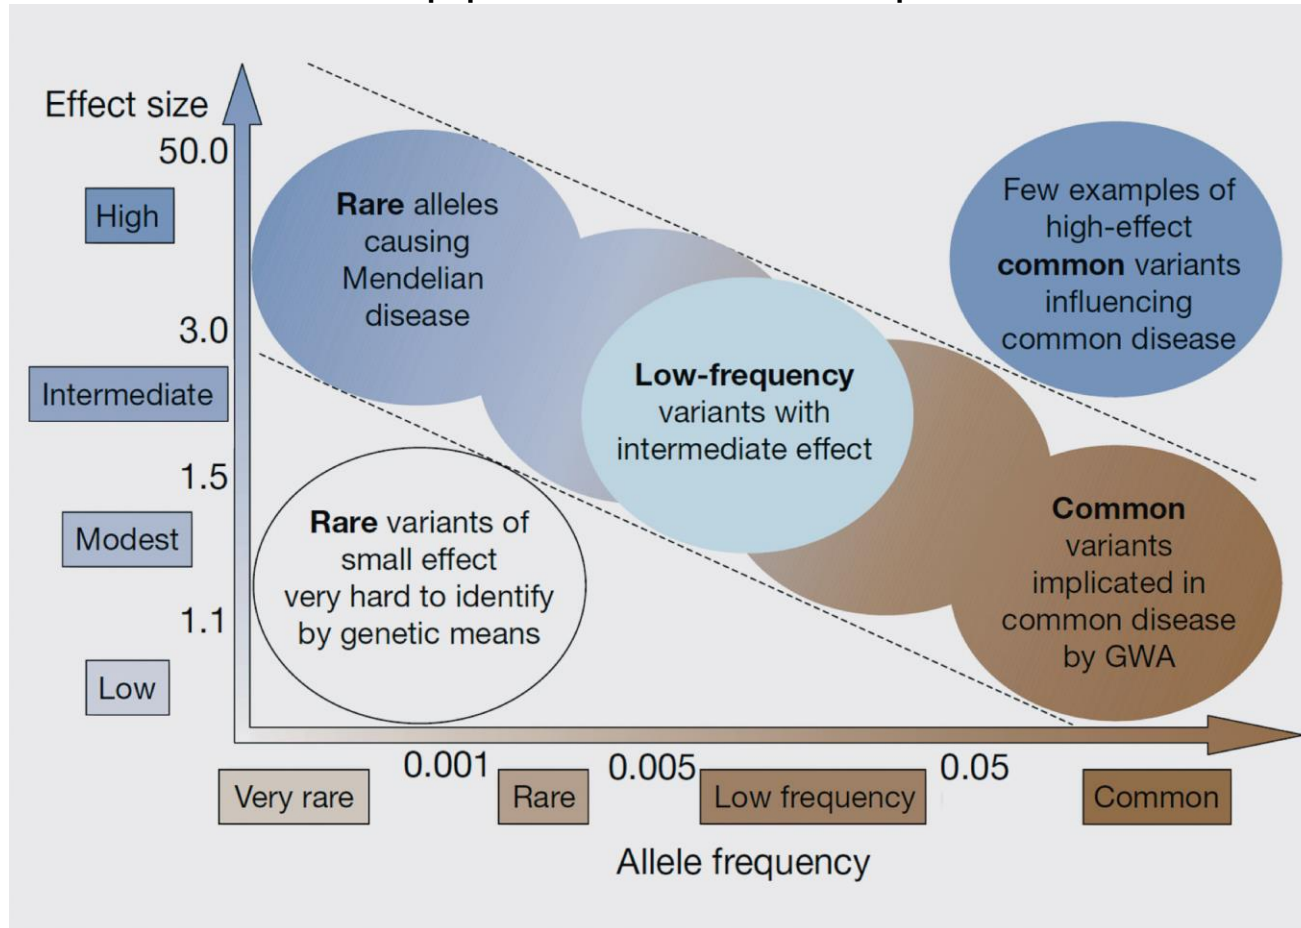 Effect size
50.0
High
3.0
Intermediate
1.5
Modest
1.1
Low
Rare alleles
causing
Mendelian
disease
Few examples of
high-effect
common variants
influencing
common disease
Low-frequency
variants with
intermediate effect
Rare variants of
small effect
very hard to identify
by genetic means
Common
variants
implicated in
common disease
by GWA
0.001
0.005
0.05
Very rare
Rare
Low frequency
Common
Allele frequency